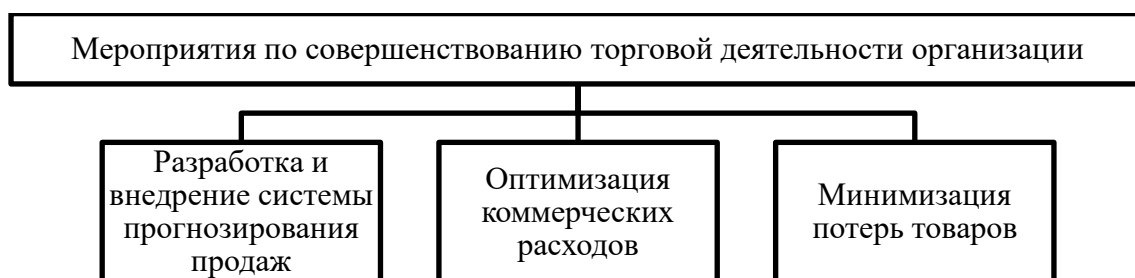 Мероприятия по совершенствованию торговой деятельности организации
Разработка и
внедрение системы
прогнозирования
продаж
Оптимизация
коммерческих
расходов
Минимизация
потерь товаров